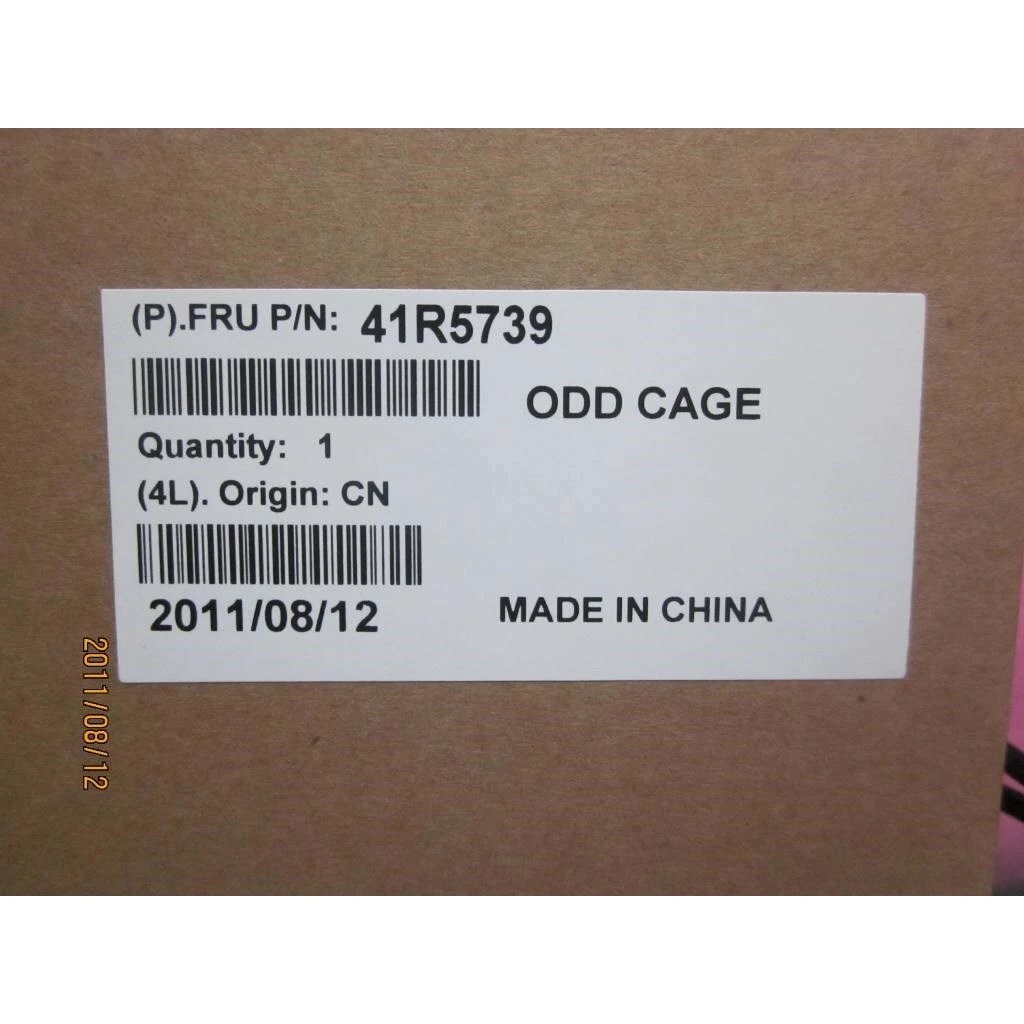 (P).FRU P/N: 41R5739
ODD CAGE
Quantity: 1
(4L). Origin: CN
2011/08/12
MADE IN CHINA
2011/08/12